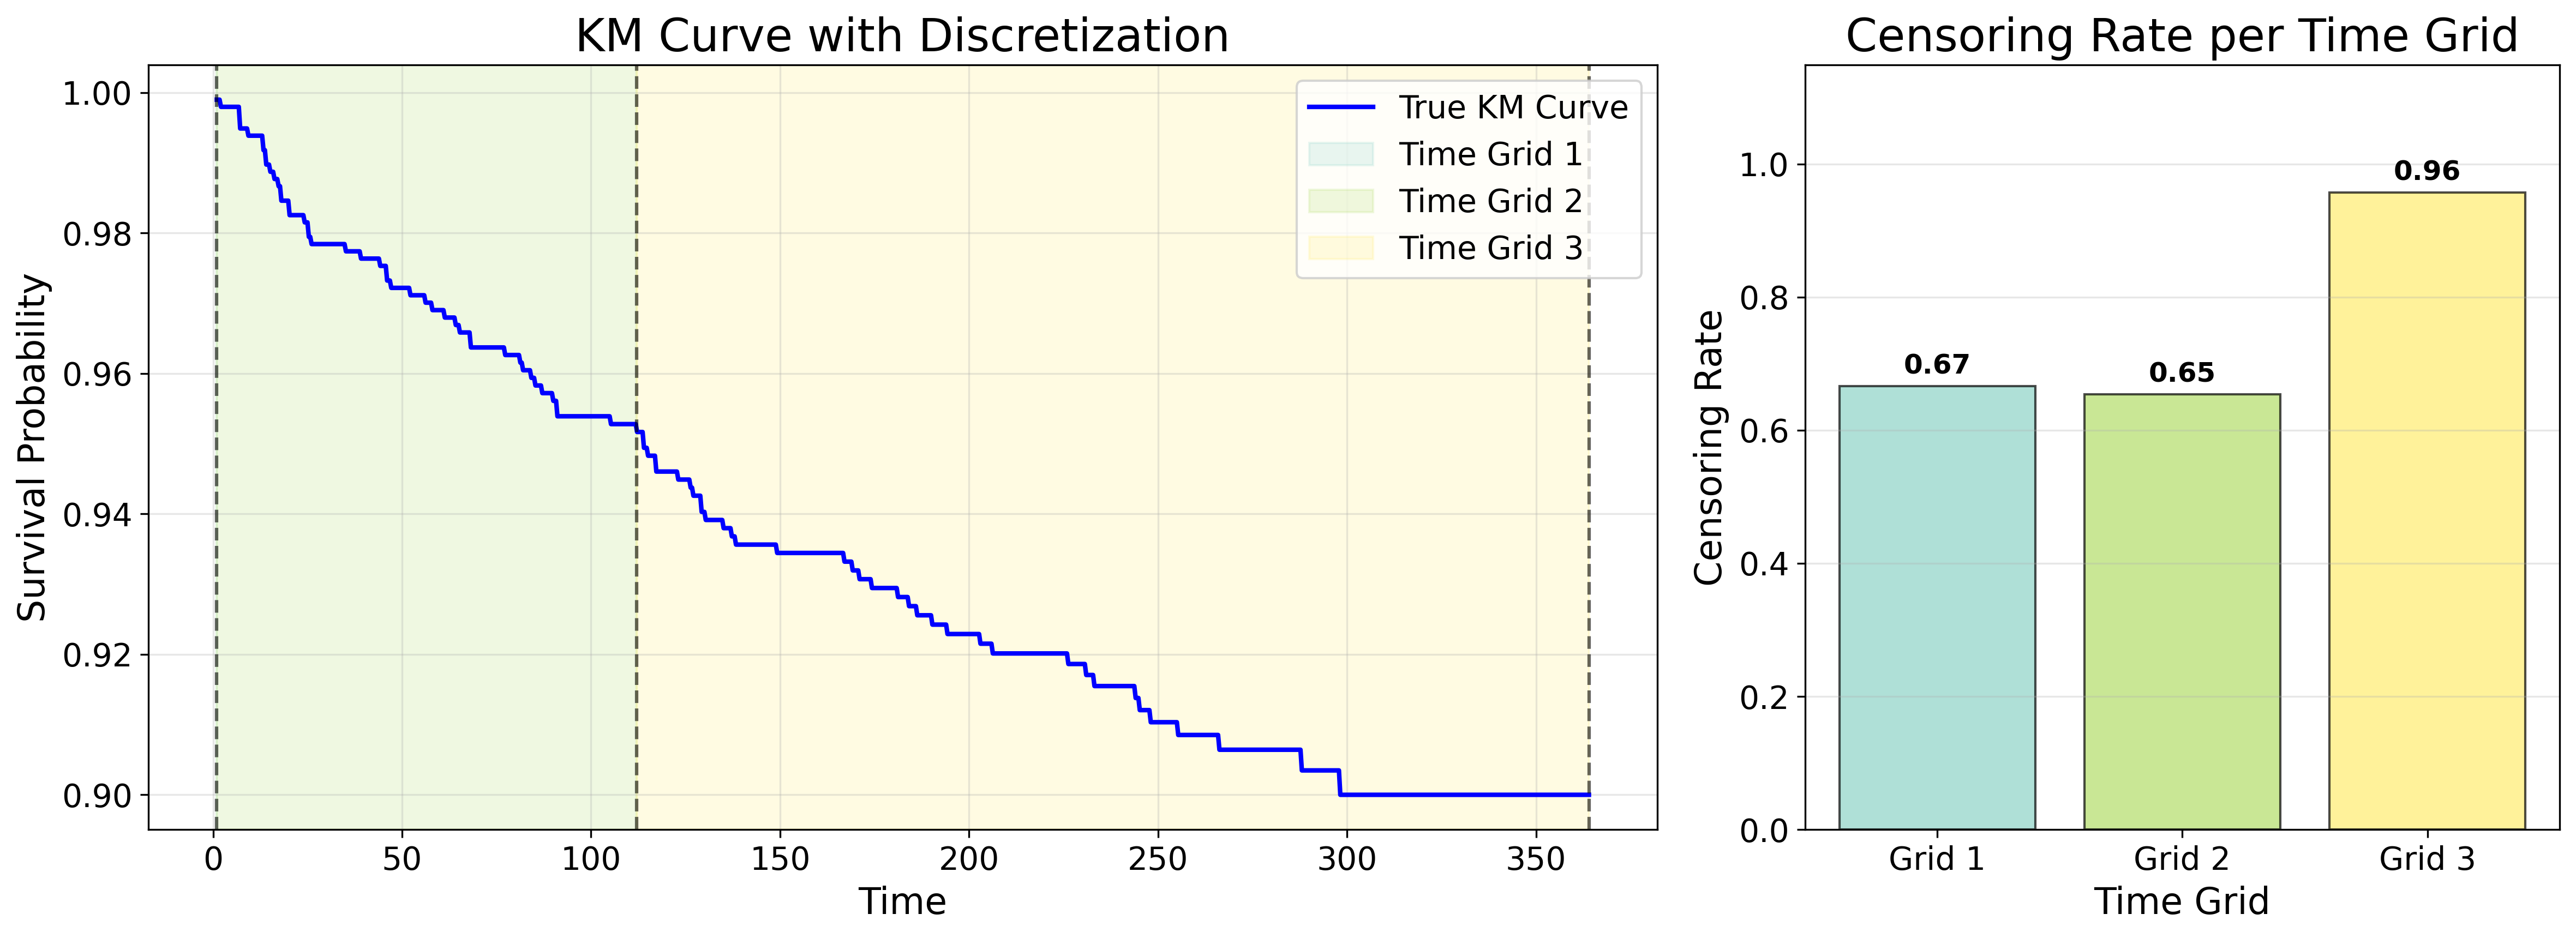 KM Curve with Discretization
Survival Probability
1.00
0.98
0.96
0.94
0.92
0.90
True KM Curve
Time Grid 1
Time Grid 2
Time Grid 3
0 50 100 150 200 250 300 350
Time
Censoring Rate per Time Grid
Censoring Rate
1.0
0.8
0.6
0.4
0.2
0.0
0.67
0.65
0.96
Grid 1 Grid 2 Grid 3
Time Grid